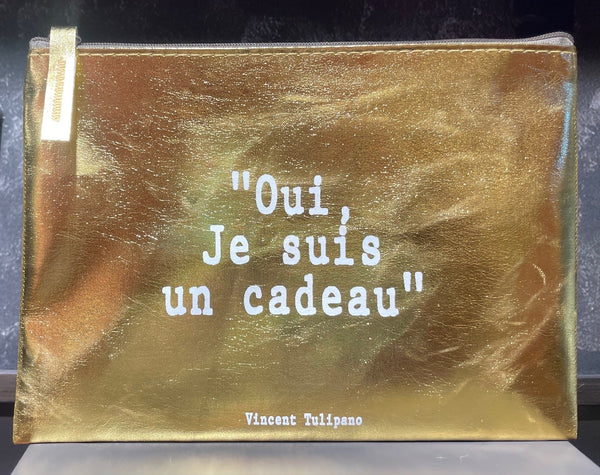 "Oui,
Je suis
un cadeau"
Vincent Tulipano